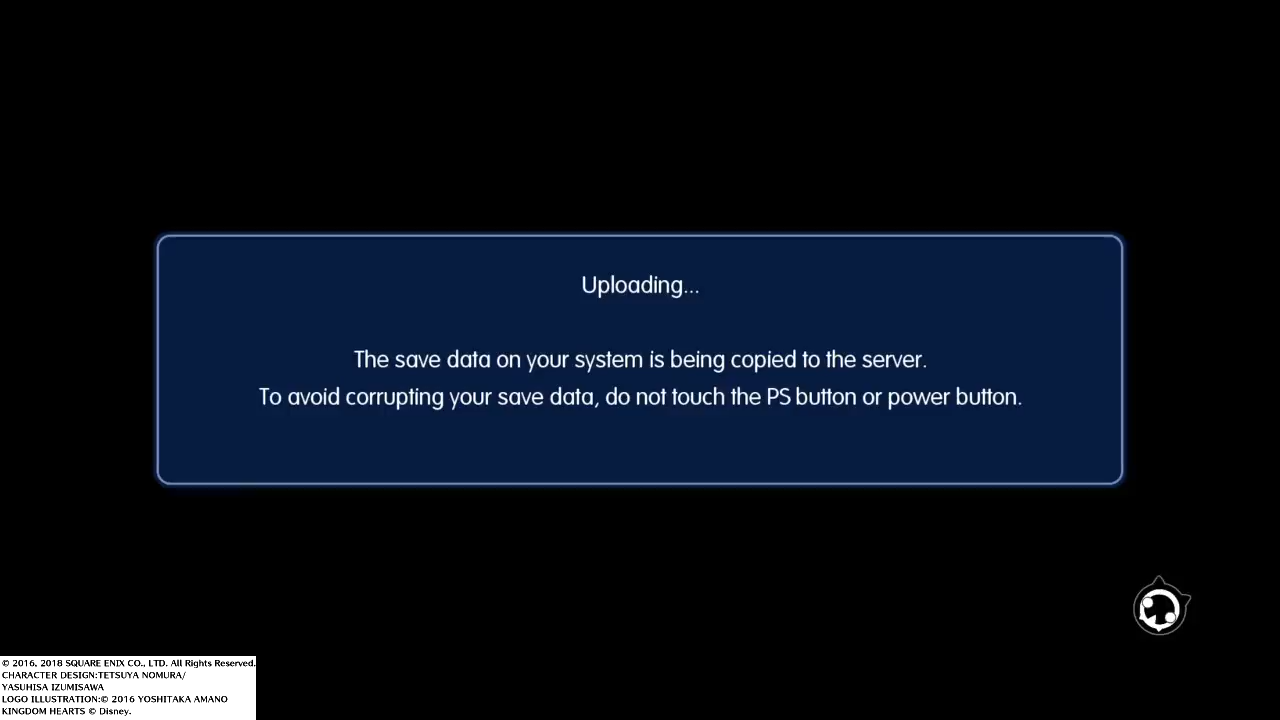 Uploading...
The save data on your system is being copied to the server.
To avoid corrupting your save data, do not touch the PS button or power button.
© 2016, 2018 SQUARE ENIX CO., LTD. All Rights Reserved.
CHARACTER DESIGN:TETSUYA NOMURA/
YASUHISA IZUMISAWA
LOGO ILLUSTRATION:© 2016 YOSHITAKA AMANO
KINGDOM HEARTS © Disney.